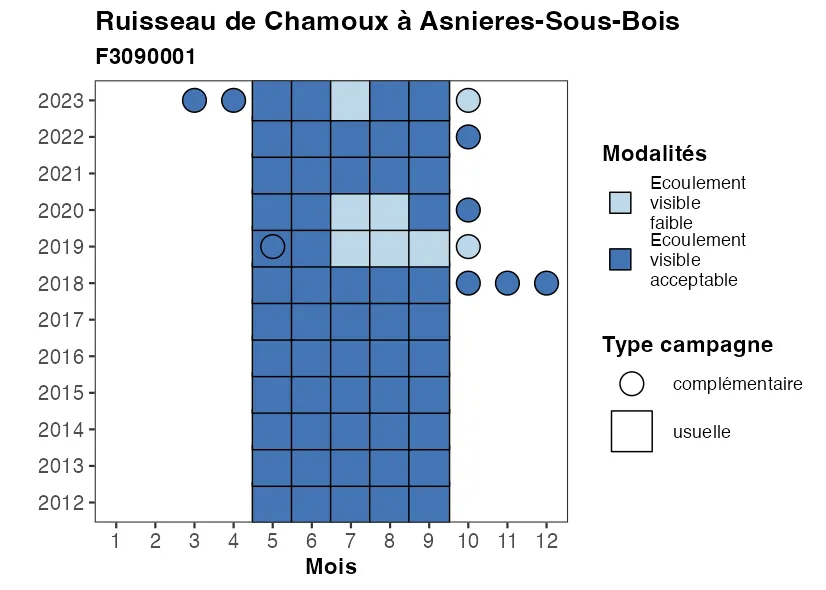 Ruisseau de Chamoux à Asnieres-Sous-Bois
F3090001
2023
2022
2021
2020
2019
2018
2017
2016
2015
2014
2013
2012
1 2 3 4 5 6 7 8 9 10 11 12
Mois
Modalités
Ecoulement
visible
faible
Ecoulement
visible
acceptable
Type campagne
complémentaire
usuelle